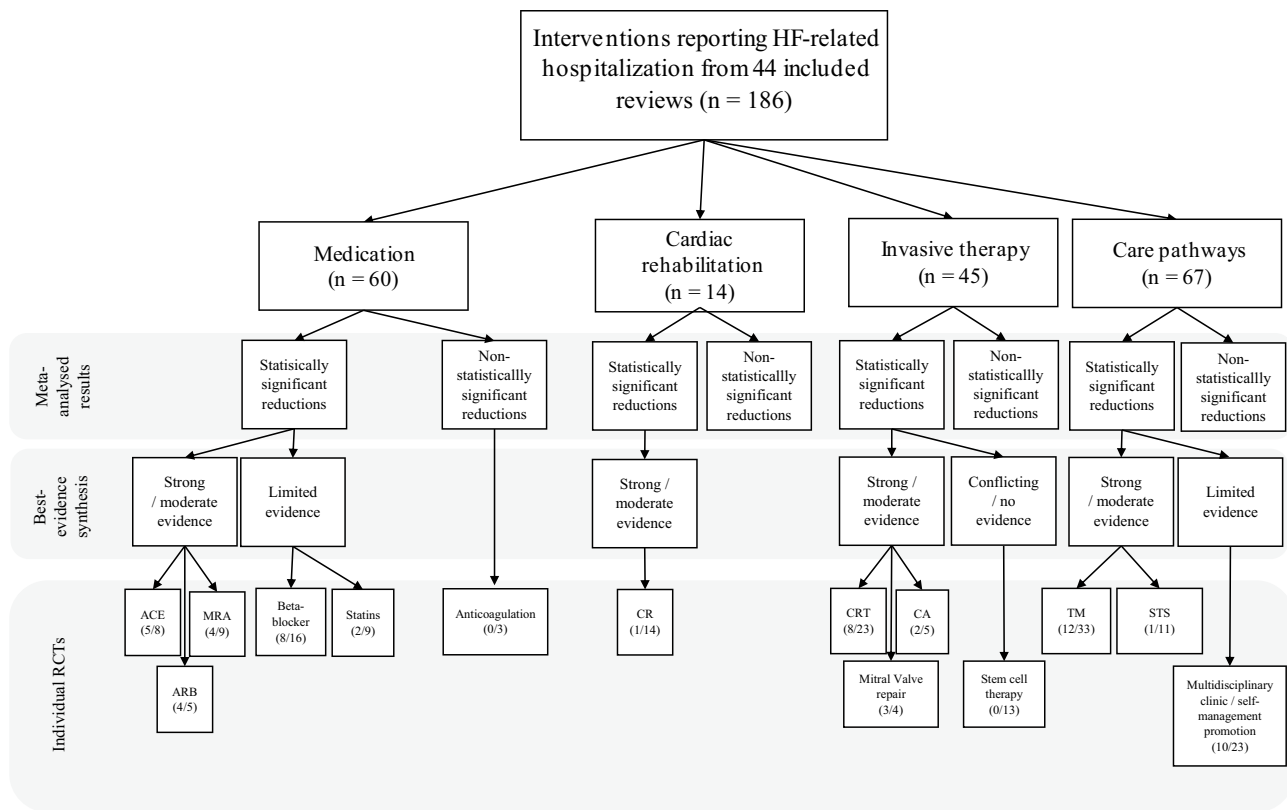 Interventions reporting HF-related
hospitalization from 44 included
reviews (n = 186)
Medication
(n = 60)
Cardiac
rehabilitation
(n = 14)
Invasive therapy
(n = 45)
Care pathways
(n = 67)
Meta-
analysed
results
Statisically
significant
reductions
Non-
statisticallly
significant
reductions
Statistically
significant
reductions
Non-
statisticallly
significant
reductions
Statistically
significant
reductions
Non-
statisticallly
significant
reductions
Statistically
significant
reductions
Non-
statisticallly
significant
reductions
Best-
evidence
synthesis
Strong
/ moderate
evidence
Limited
evidence
Strong /
moderate
evidence
Strong /
moderate
evidence
Conflicting
/ no
evidence
Strong
/ moderate
evidence
Limited
evidence
Individual RCTs
ACE
(5/8)
MRA
(4/9)
Beta-
blocker
(8/16)
Statins
(2/9)
Anticoagulation
(0/3)
CR
(1/14)
CRT
(8/23)
CA
(2/5)
TM
(12/33)
STS
(1/11)
ARB
(4/5)
Mitral Valve
repair
(3/4)
Stem cell
therapy
(0/13)
Multidisciplinary
clinic / self-
management
promotion
(10/23)